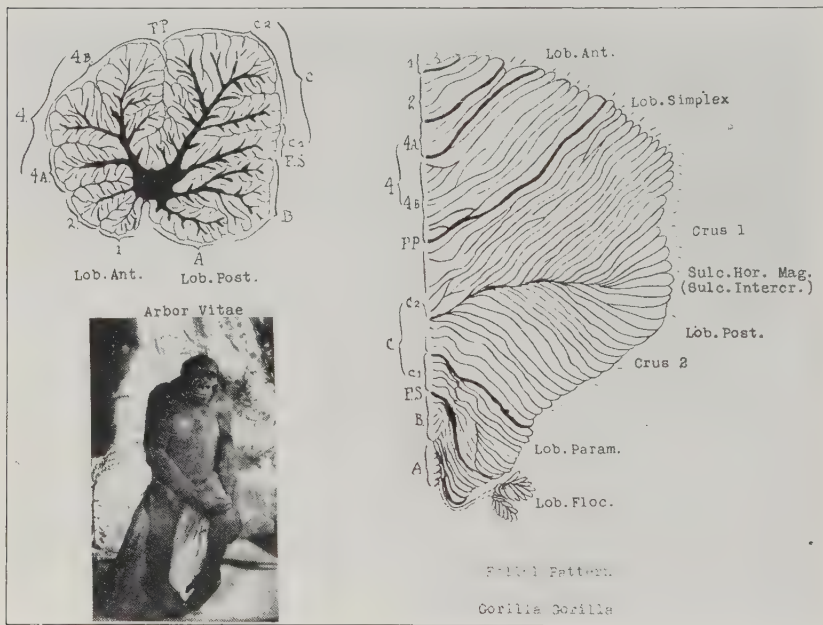 F.P
C2
4B
4
C
C1
F.S
4A
B
2
1
A
Lob.Ant. Lob.Post.
Arbor Vitae
3
1
2
4A
4
4B
F.P
C2
C
C1
F.S
B
A
Lob.Ant.
Lob.Simplex
Crus 1
Sulc.Hor. Mag.
(Sulc.Intercr.)
Lob.Post.
Crus 2
Lob.Param.
Lob.Floc.
Pattern
Gorilla Gorilla